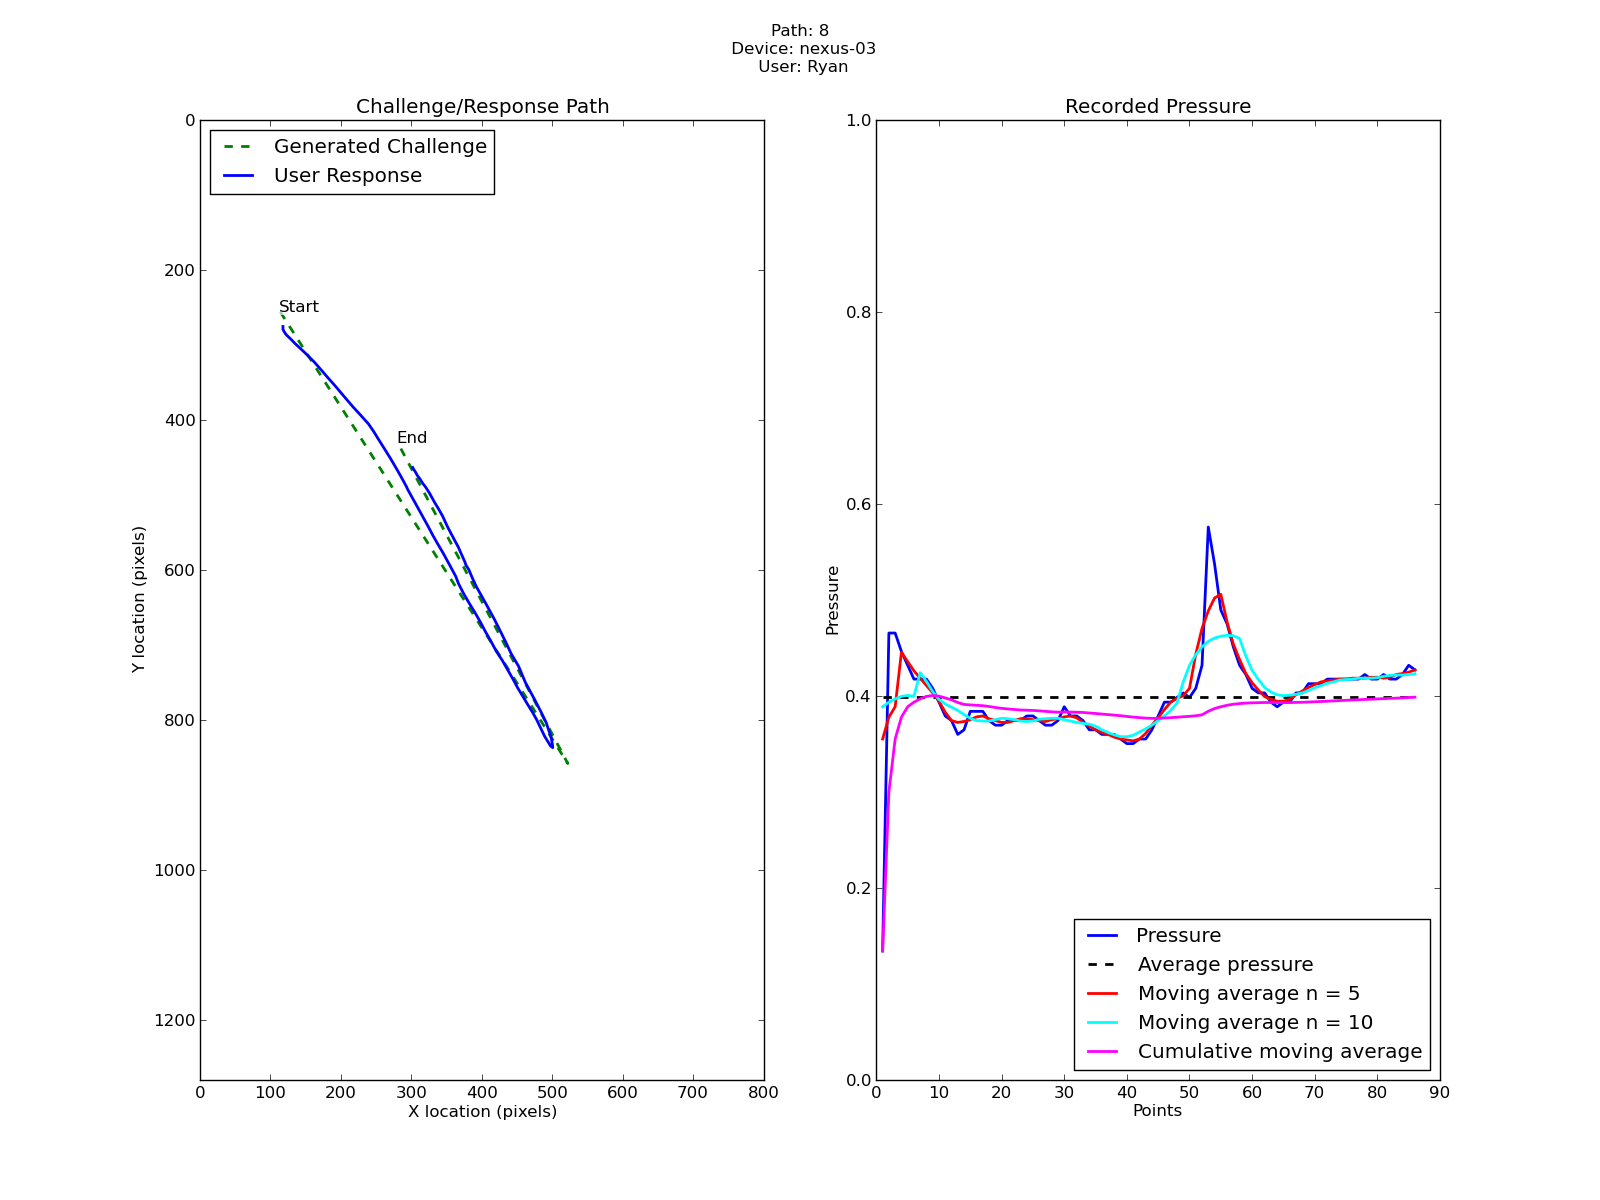 Path: 8
Device: nexus-03
User: Ryan
Challenge/Response Path
Generated Challenge
User Response
Start
End
0
200
400
600
800
1000
1200
Y location (pixels)
0 100 200 300 400 500 600 700 800
X location (pixels)
Recorded Pressure
1.0
0.8
0.6
0.4
0.2
0.0
Pressure
Pressure
Average pressure
Moving average n = 5
Moving average n = 10
Cumulative moving average
0 10 20 30 40 50 60 70 80 90
Points